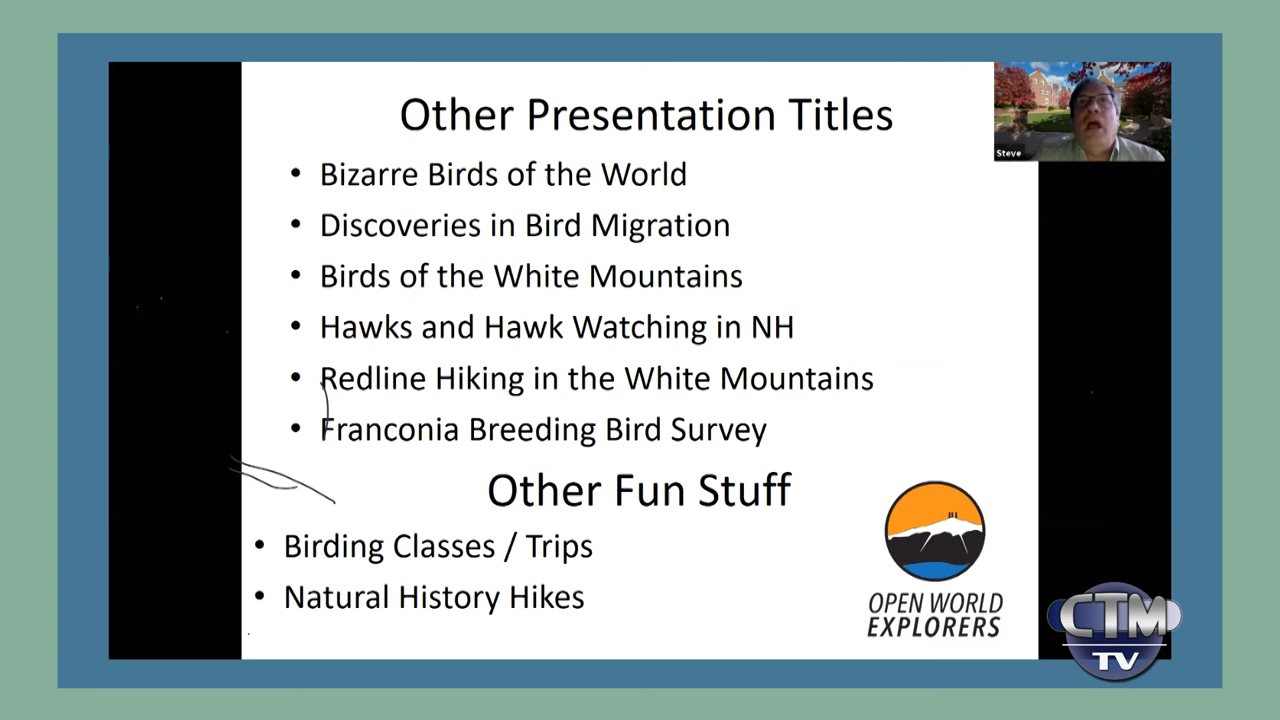 Other Presentation Titles
Steve
• Bizarre Birds of the World
• Discoveries in Bird Migration
• Birds of the White Mountains
• Hawks and Hawk Watching in NH
• Redline Hiking in the White Mountains
• Franconia Breeding Bird Survey
Other Fun Stuff
• Birding Classes / Trips
• Natural History Hikes
OPEN WORLD
EXPLORERS
CTM
TV